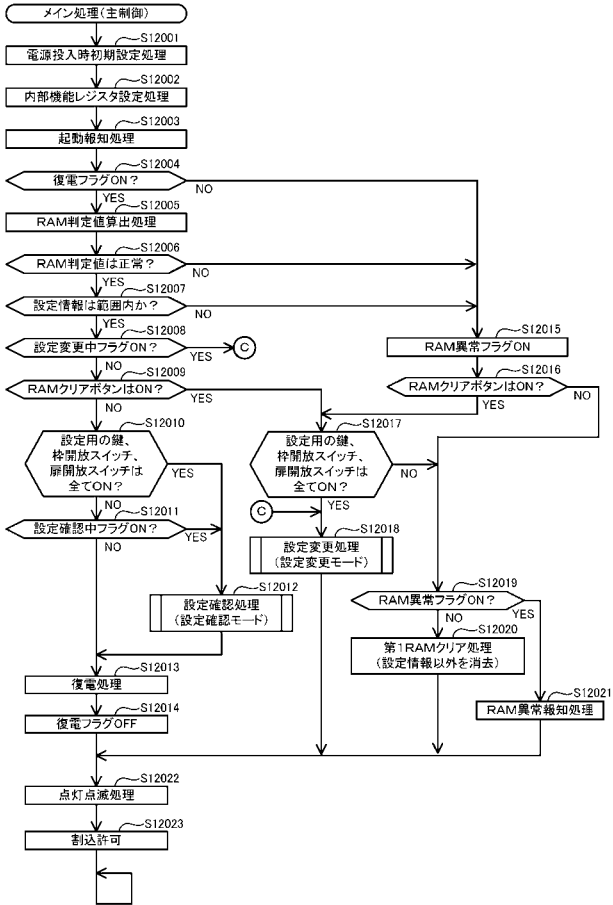 メイン処理(主制御)
S12001
電源投入時初期設定処理
S12002
内部機能レジスタ設定処理
S12003
起動報知処理
S12004
復電フラグON?
NO
YES
S12005
RAM判定値算出処理
S12006
RAM判定値は正常?
NO
YES
S12007
設定情報は範囲内か?
NO
YES
S12008
設定変更中フラグON?
YES
C
NO
S12009
RAMクリアボタンはON?
YES
NO
S12010
設定用の鍵、
枠開放スイッチ、
扉開放スイッチは
全てON?
YES
NO
S12011
設定確認中フラグON?
YES
NO
S12012
設定確認処理
(設定確認モード)
S12013
復電処理
S12014
復電フラグOFF
S12015
RAM異常フラグON
S12016
RAMクリアボタンはON?
YES
NO
S12017
設定用の鍵、
枠開放スイッチ、
扉開放スイッチは
全てON?
NO
YES
C
S12018
設定変更処理
(設定変更モード)
S12019
RAM異常フラグON?
NO
YES
S12020
第1RAMクリア処理
(設定情報以外を消去)
S12021
RAM異常報知処理
S12022
点灯点滅処理
S12023
割込許可